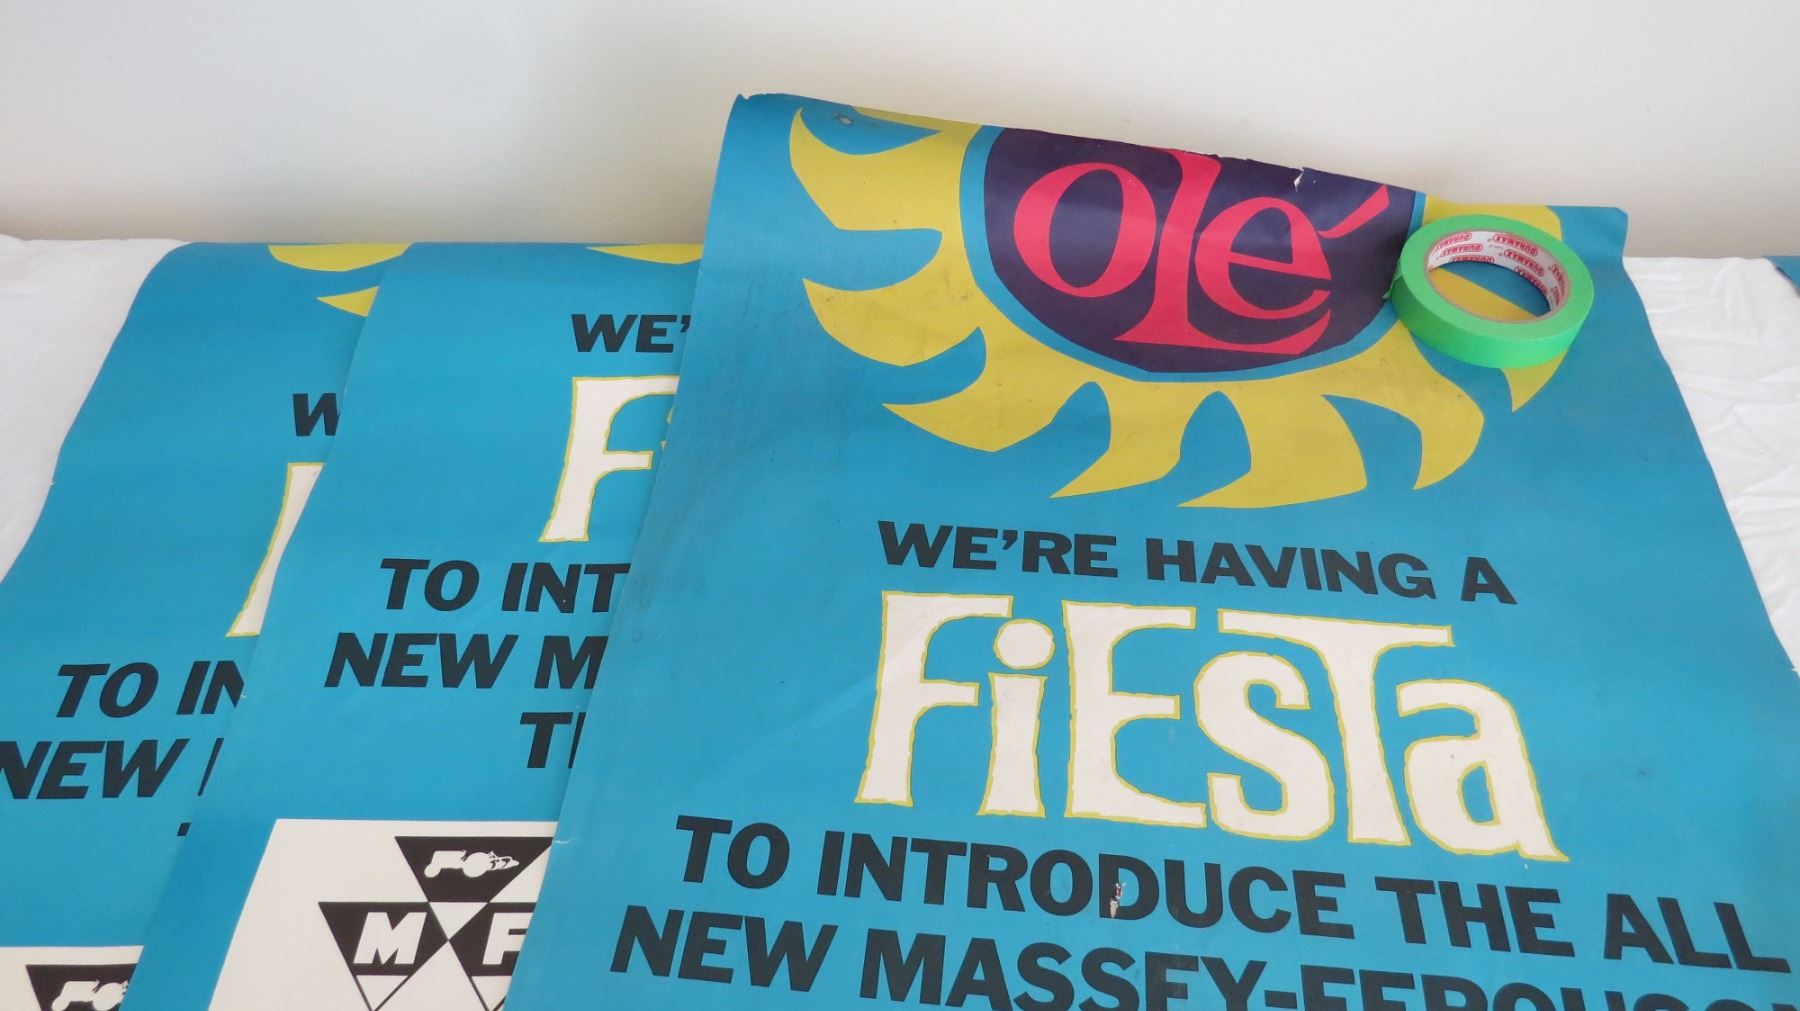 WE'
F
TO INT
NEW M
W
TO IN
NEW
M F
olé
DURAMAX DURAMAX
WE'RE HAVING A
FiESTa
TO INTRODUCE THE ALL
NEW MASSEY-FERGUSON